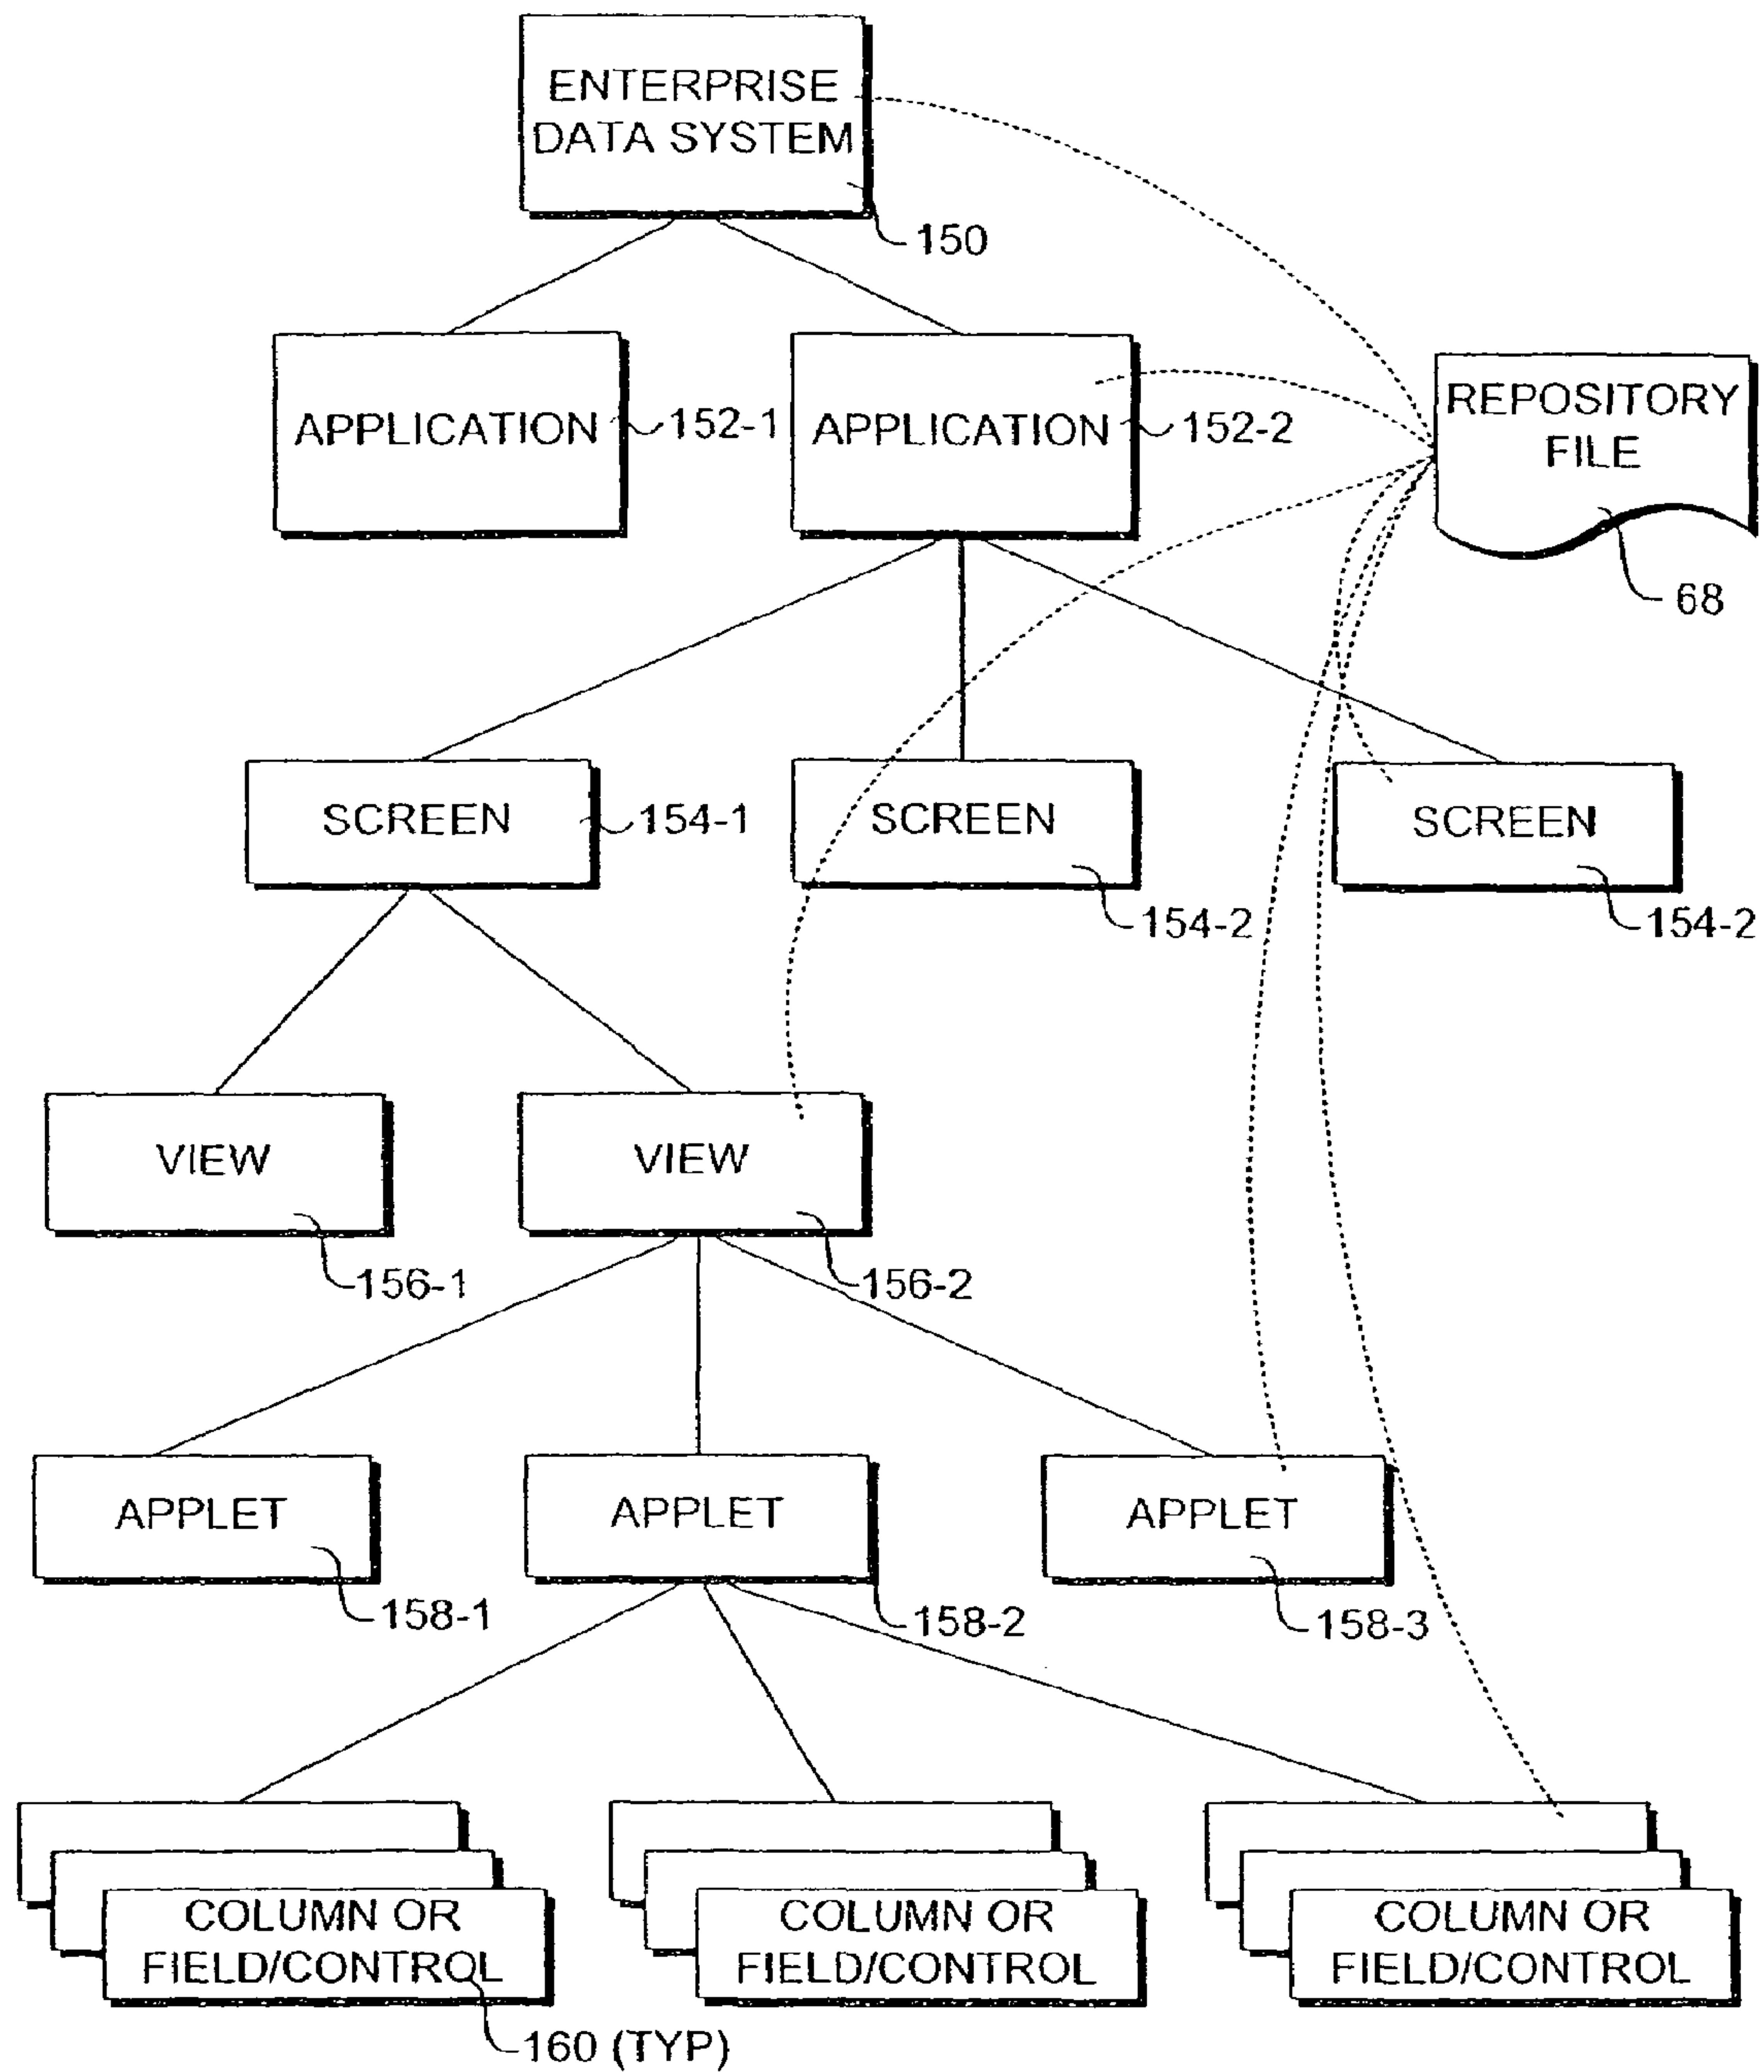 ENTERPRISE
DATA SYSTEM
150
APPLICATION
152-1
APPLICATION
152-2
REPOSITORY
FILE
68
SCREEN
154-1
SCREEN
154-2
SCREEN
154-2
VIEW
156-1
VIEW
156-2
APPLET
158-1
APPLET
158-2
APPLET
158-3
COLUMN OR
FIELD/CONTROL
160 (TYP)
COLUMN OR
FIELD/CONTROL
COLUMN OR
FIELD/CONTROL